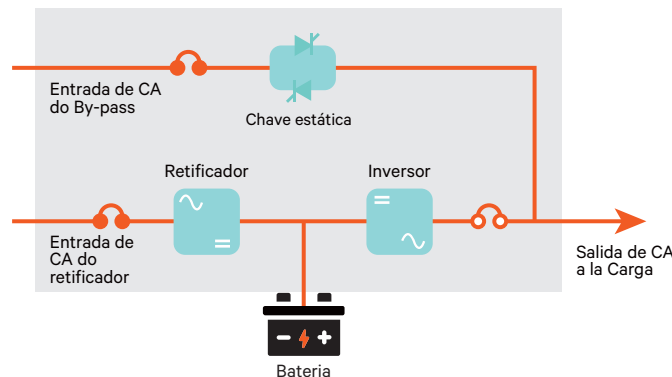 Entrada de CA
do By-pass
Chave estática
Retificador
Inversor
Entrada de
CA do
retificador
Salida de CA
a la Carga
Bateria